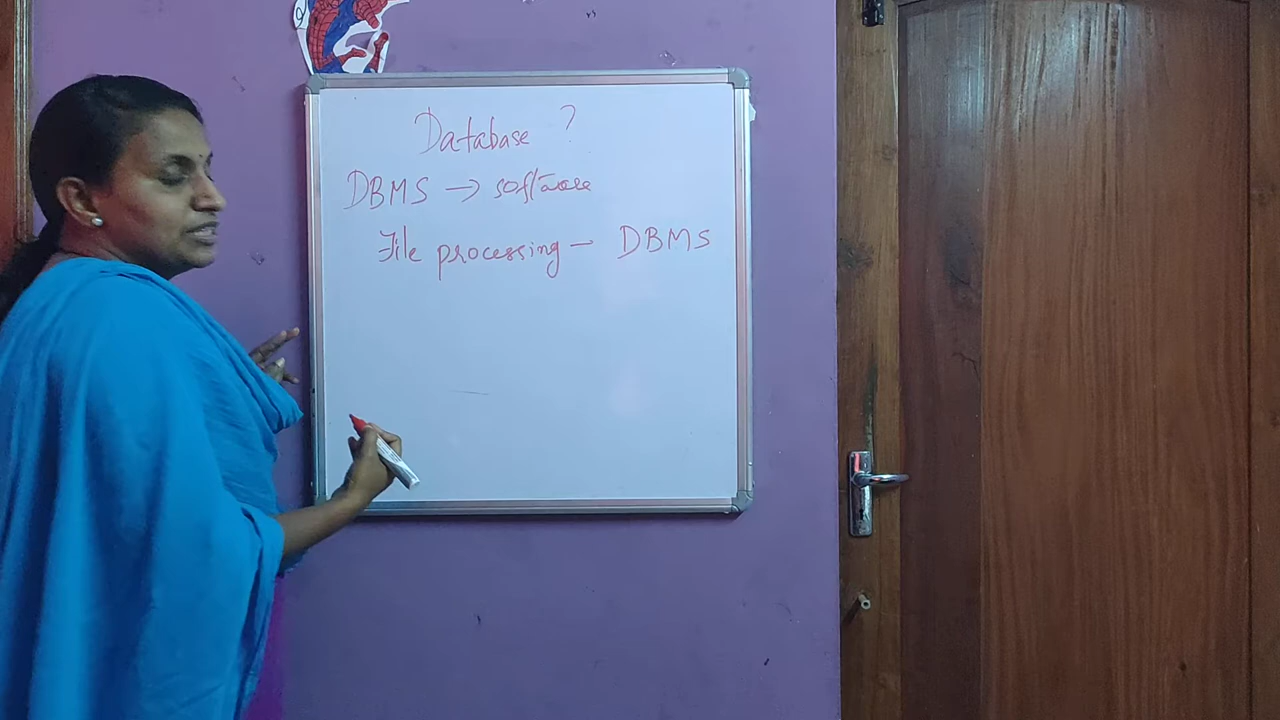 Database ?
DBMS → software
File processing - DBMS